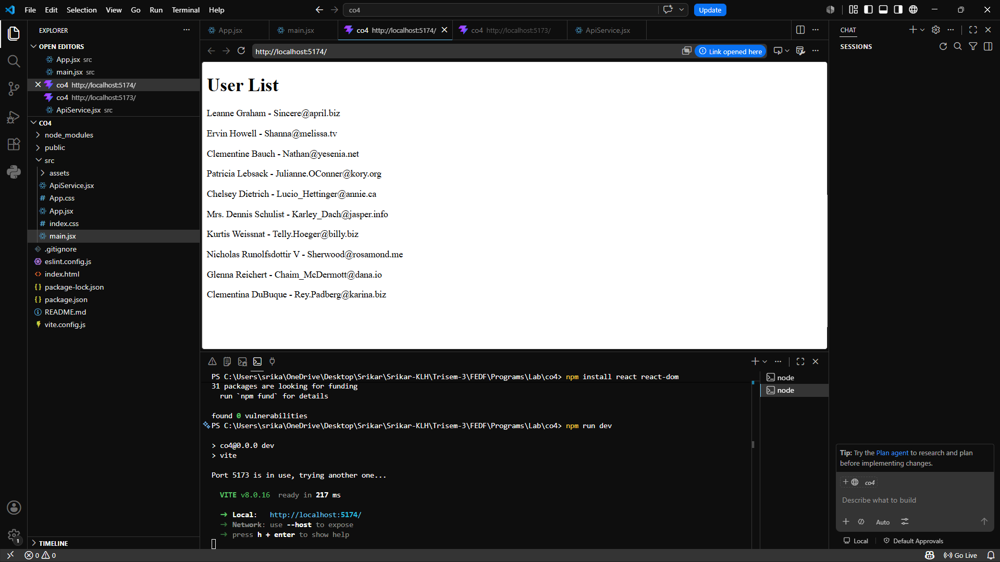 File Edit Selection View Go Run Terminal Help
co4
Update
EXPLORER
OPEN EDITORS
App.jsx src
main.jsx src
co4 http://localhost:5174/
co4 http://localhost:5173/
ApiService.jsx src
CO4
node_modules
public
src
assets
ApiService.jsx
App.css
App.jsx
index.css
main.jsx
.gitignore
eslint.config.js
index.html
package-lock.json
package.json
README.md
vite.config.js
TIMELINE
App.jsx
main.jsx
co4 http://localhost:5174/
co4 http://localhost:5173/
ApiService.jsx
http://localhost:5174/
Link opened here
User List
Leanne Graham - Sincere@april.biz
Ervin Howell - Shanna@melissa.tv
Clementine Bauch - Nathan@yesenia.net
Patricia Lebsack - Julianne.OConner@kory.org
Chelsey Dietrich - Lucio_Hettinger@annie.ca
Mrs. Dennis Schulist - Karley_Dach@jasper.info
Kurtis Weissnat - Telly.Hoeger@billy.biz
Nicholas Runolfsdottir V - Sherwood@rosamond.me
Glenna Reichert - Chaim_McDermott@dana.io
Clementina DuBuque - Rey.Padberg@karina.biz
PS C:\Users\srika\OneDrive\Desktop\Srikar\Srikar-KLH\Trisem-3\FEDF\Programs\Lab\co4> npm install react react-dom
31 packages are looking for funding
run `npm fund` for details
found 0 vulnerabilities
PS C:\Users\srika\OneDrive\Desktop\Srikar\Srikar-KLH\Trisem-3\FEDF\Programs\Lab\co4> npm run dev
> co4@0.0.0 dev
> vite
Port 5173 is in use, trying another one...
VITE v8.0.16 ready in 217 ms
➜ Local: http://localhost:5174/
➜ Network: use --host to expose
➜ press h + enter to show help
node
node
CHAT
SESSIONS
Tip: Try the Plan agent to research and plan
before implementing changes.
co4
Describe what to build
Auto
Local
Default Approvals
1
0 0
Go Live